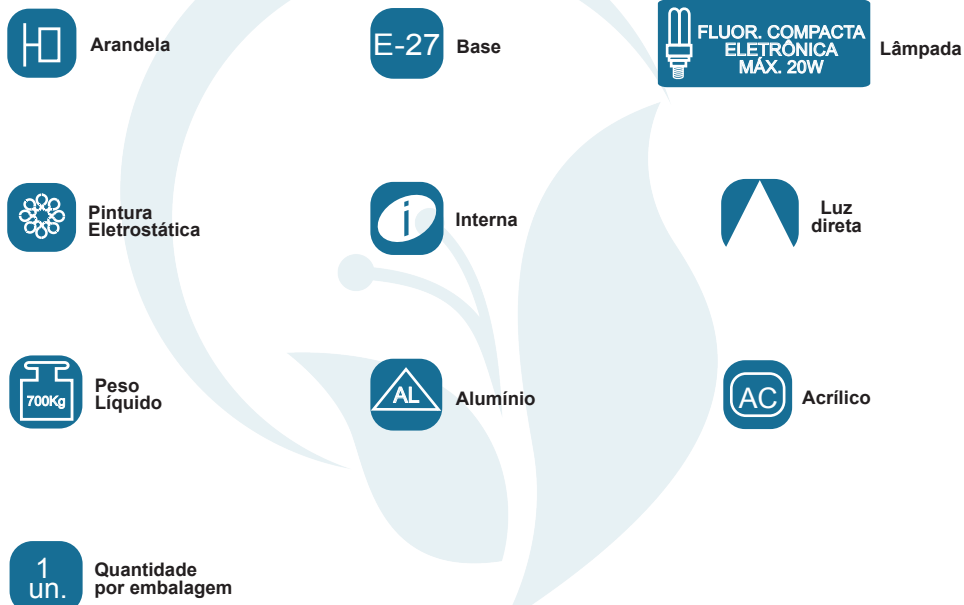 Arandela
E-27
Base
FLUOR. COMPACTA
ELETRÔNICA
MÁX. 20W
Lâmpada
Pintura
Eletrostática
i
Interna
Luz
direta
700Kg
Peso
Líquido
AL
Alumínio
AC
Acrílico
1
un.
Quantidade
por embalagem